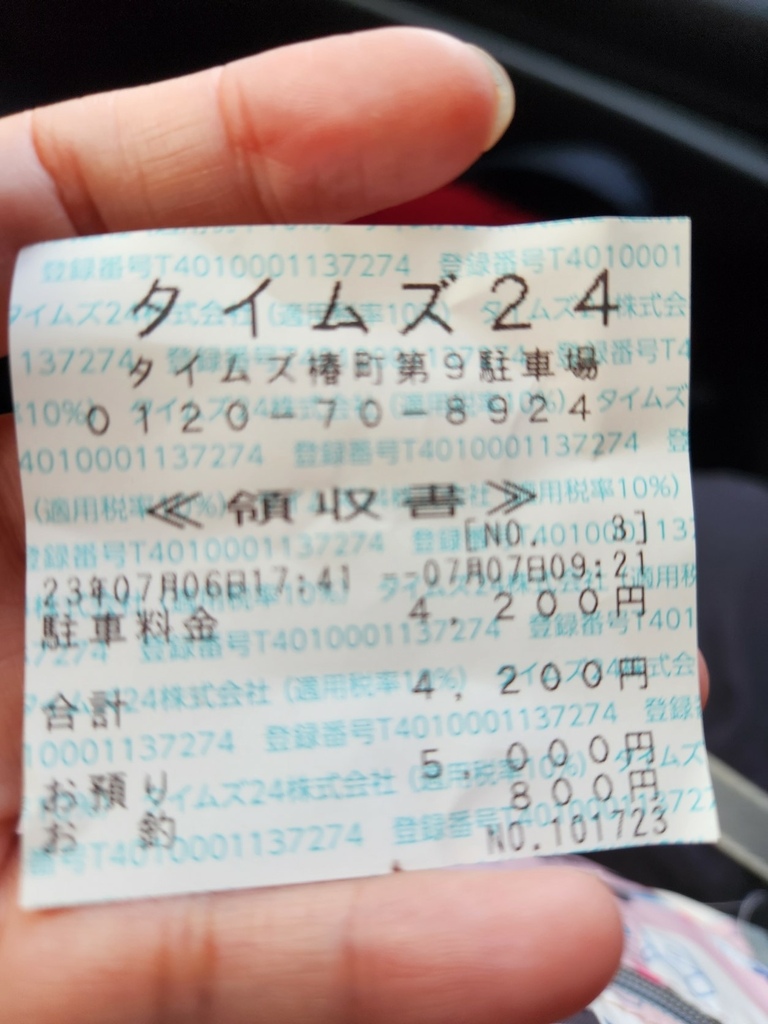 登録番号T4010001137274 登録番号T4010001
タイムズ24
タイムズ椿町第9駐車場
0120-70-8924
≪領収書≫
[NO. 3]
23年07月06日17:41 -07月07日09:21
駐車料金 4,200円
合計 4,200円
お預り 5,000円
お釣 800円
NO.101723